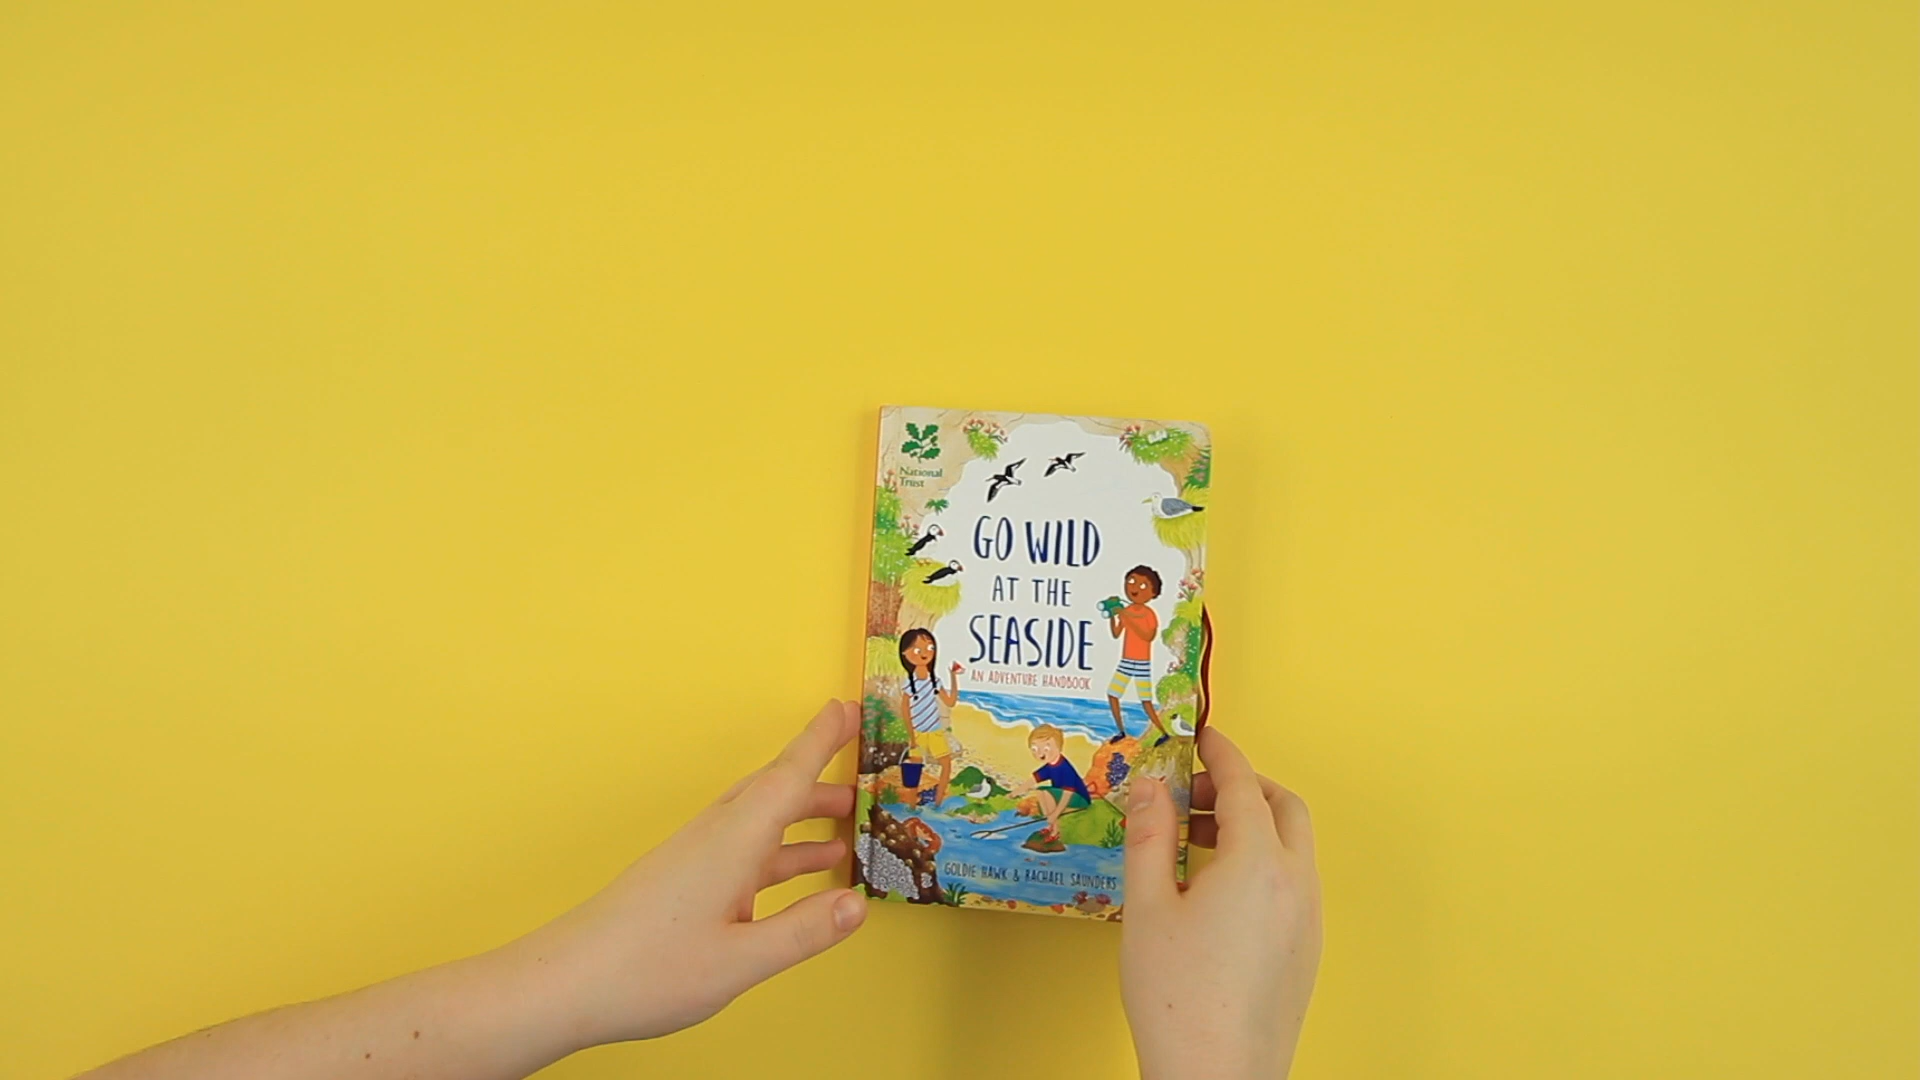 National
Trust
GO WILD
AT THE
SEASIDE
AN ADVENTURE HANDBOOK
GOLDIE HAWK & RACHAEL SAUNDERS